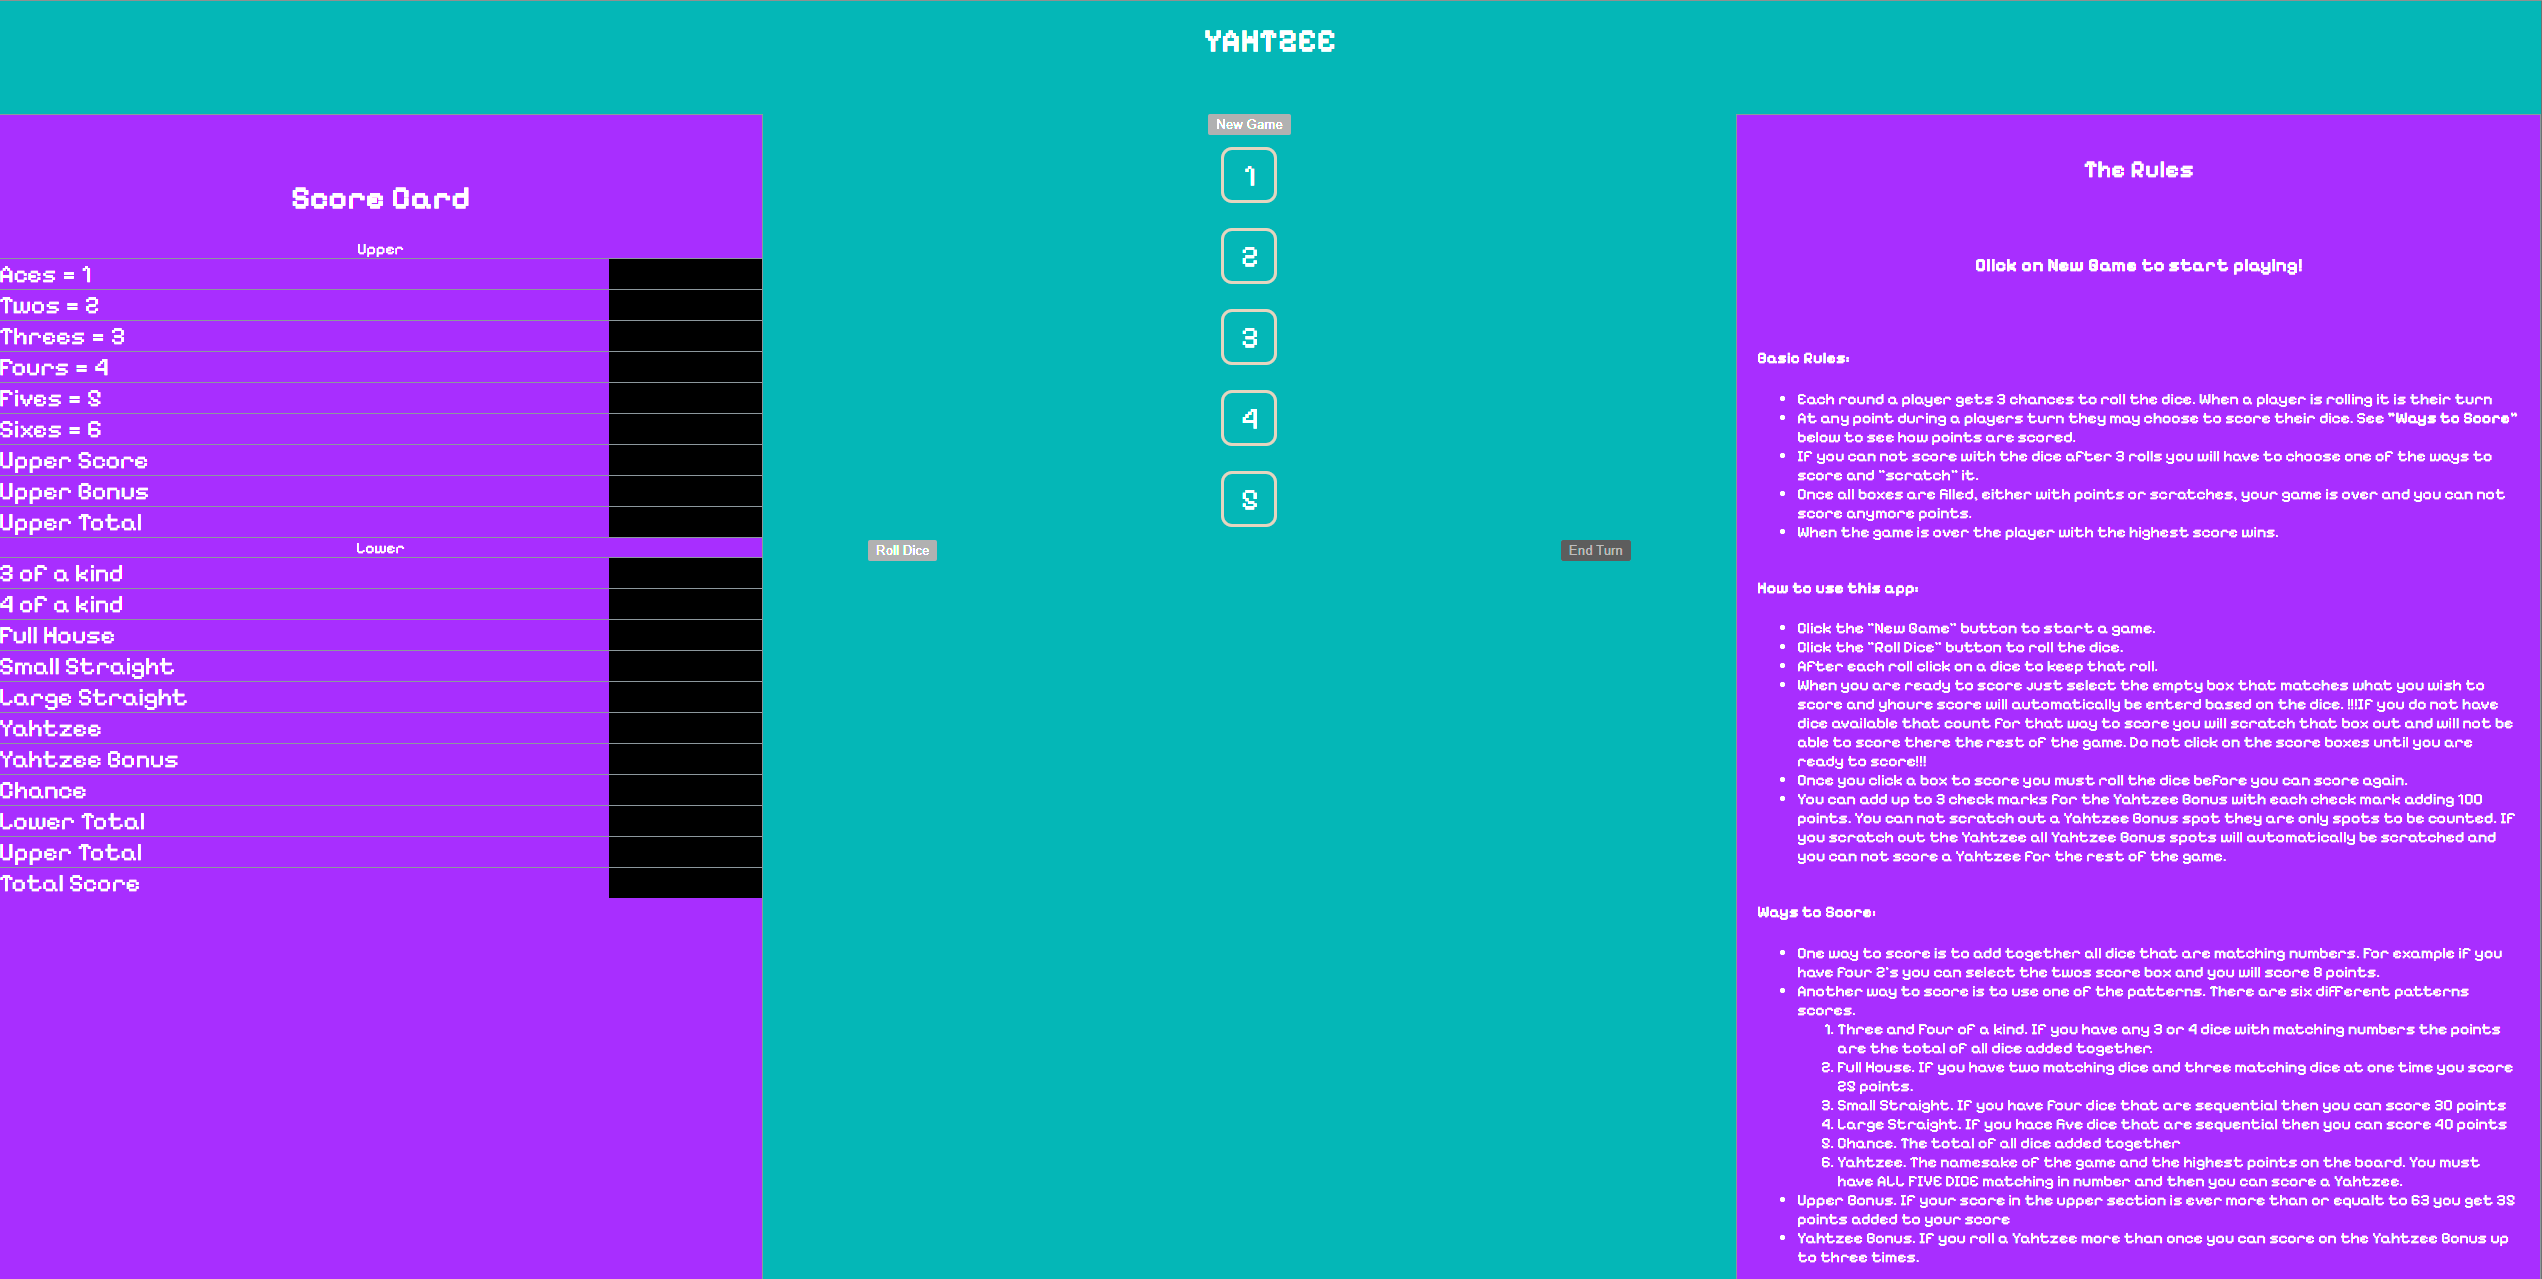 YAHTZEE
New Game
Score Card
Upper
Aces = 1
Twos = 2
Threes = 3
Fours = 4
Fives = 5
Sixes = 6
Upper Score
Upper Bonus
Upper Total
Lower
3 of a kind
4 of a kind
Full House
Small Straight
Large Straight
Yahtzee
Yahtzee Bonus
Chance
Lower Total
Upper Total
Total Score
1
2
3
4
5
Roll Dice
End Turn
The Rules
Click on New Game to start playing!
Basic Rules:
• Each round a player gets 3 chances to roll the dice. When a player is rolling it is their turn
• At any point during a players turn they may choose to score their dice. See "Ways to Score"
below to see how points are scored.
• If you can not score with the dice after 3 rolls you will have to choose one of the ways to
score and "scratch" it.
• Once all boxes are filled, either with points or scratches, your game is over and you can not
score anymore points.
• When the game is over the player with the highest score wins.
How to use this app:
• Click the "New Game" button to start a game.
• Click the "Roll Dice" button to roll the dice.
• After each roll click on a dice to keep that roll.
• When you are ready to score just select the empty box that matches what you wish to
score and yhoure score will automatically be enterd based on the dice. !!!If you do not have
dice available that count for that way to score you will scratch that box out and will not be
able to score there the rest of the game. Do not click on the score boxes until you are
ready to score!!!
• Once you click a box to score you must roll the dice before you can score again.
• You can add up to 3 check marks for the Yahtzee Bonus with each check mark adding 100
points. You can not scratch out a Yahtzee Bonus spot they are only spots to be counted. If
you scratch out the Yahtzee all Yahtzee Bonus spots will automatically be scratched and
you can not score a Yahtzee for the rest of the game.
Ways to Score:
• One way to score is to add together all dice that are matching numbers. For example if you
have four 2's you can select the twos score box and you will score 8 points.
• Another way to score is to use one of the patterns. There are six different patterns
scores.
1. Three and Four of a kind. If you have any 3 or 4 dice with matching numbers the points
are the total of all dice added together.
2. Full House. If you have two matching dice and three matching dice at one time you score
25 points.
3. Small Straight. If you have four dice that are sequential then you can score 30 points
4. Large Straight. If you hace five dice that are sequential then you can score 40 points
5. Chance. The total of all dice added together
6. Yahtzee. The namesake of the game and the highest points on the board. You must
have ALL FIVE DICE matching in number and then you can score a Yahtzee.
• Upper Bonus. If your score in the upper section is ever more than or equalt to 63 you get 35
points added to your score
• Yahtzee Bonus. If you roll a Yahtzee more than once you can score on the Yahtzee Bonus up
to three times.